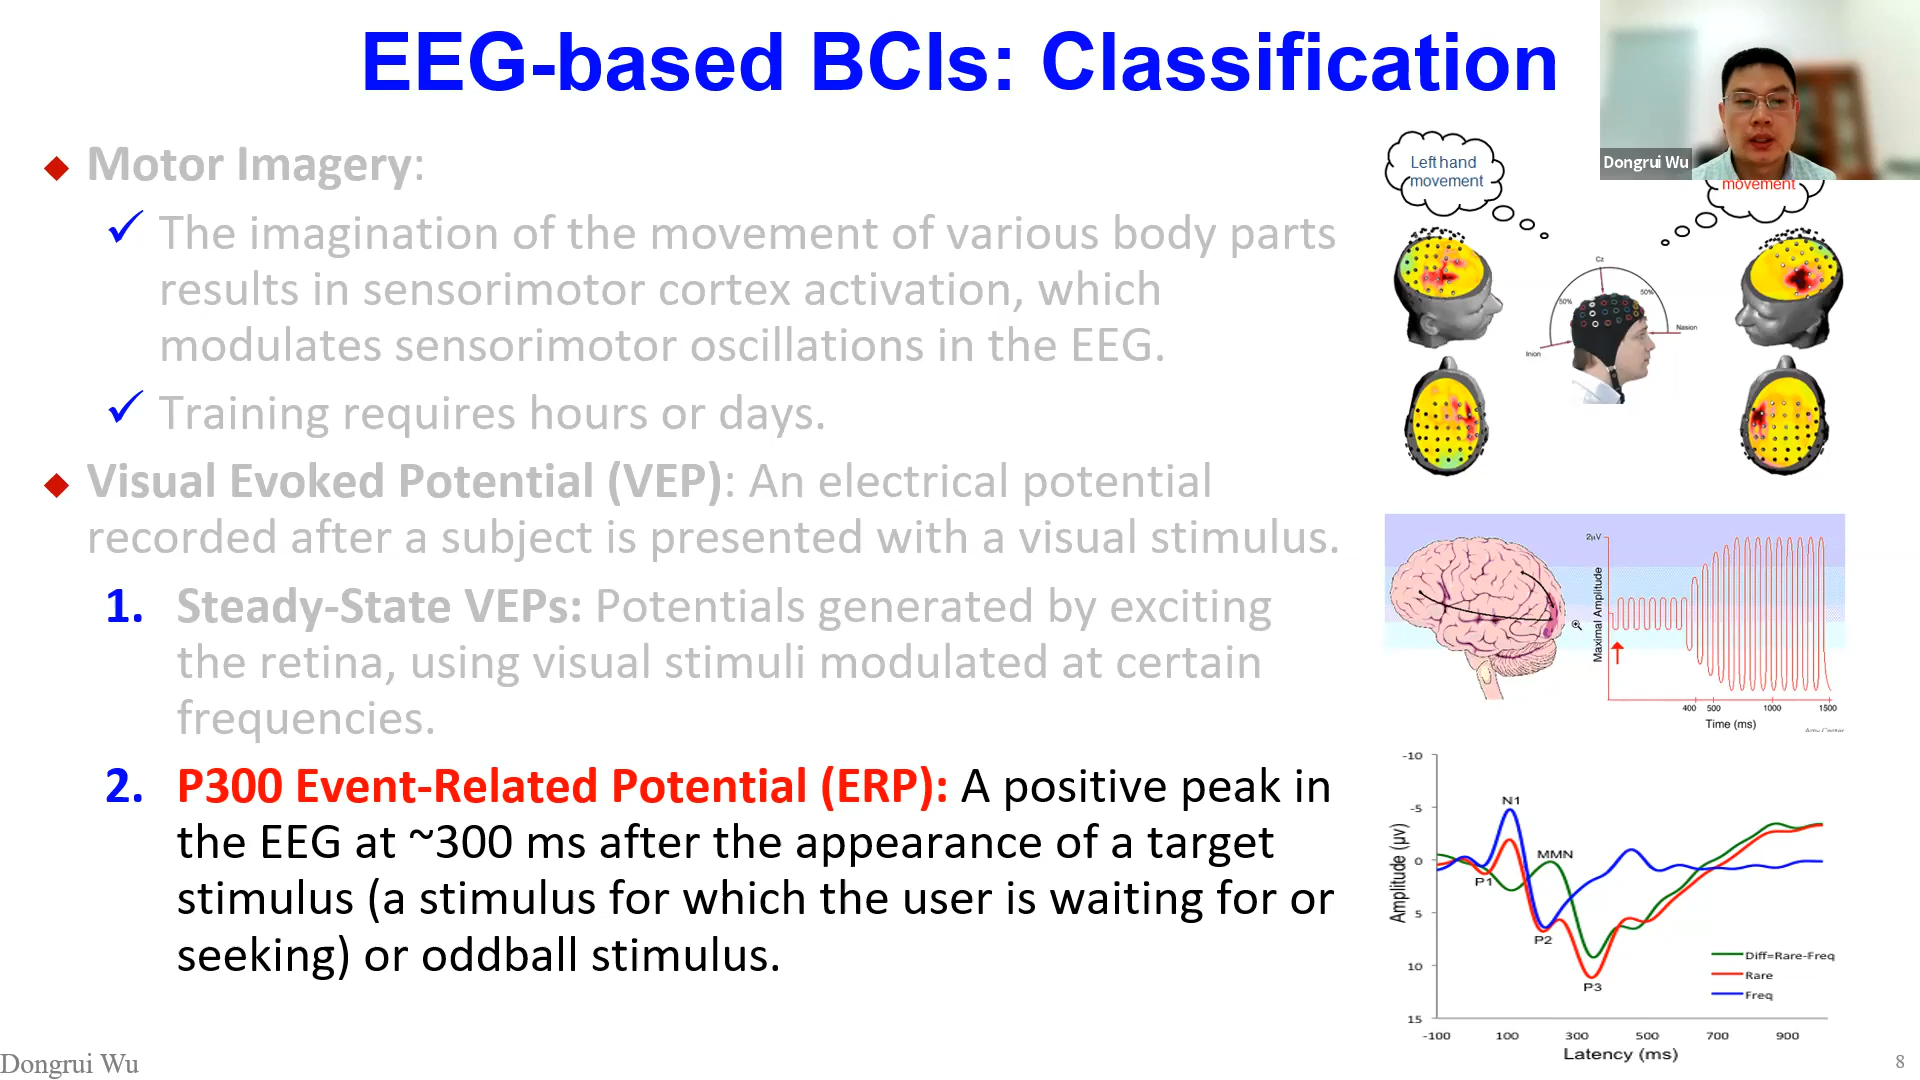 EEG-based BCIs: Classification
Dongrui Wu
Motor Imagery:
The imagination of the movement of various body parts
results in sensorimotor cortex activation, which
modulates sensorimotor oscillations in the EEG.
Training requires hours or days.
Visual Evoked Potential (VEP): An electrical potential
recorded after a subject is presented with a visual stimulus.
1. Steady-State VEPs: Potentials generated by exciting
the retina, using visual stimuli modulated at certain
frequencies.
2. P300 Event-Related Potential (ERP): A positive peak in
the EEG at ~300 ms after the appearance of a target
stimulus (a stimulus for which the user is waiting for or
seeking) or oddball stimulus.
Left hand
movement
movement
Cz
50%
50%
Nasion
Inion
2µV
Maximal Amplitude
400 500 1000 1500
Time (ms)
-10
-5
0
5
10
15
Amplitude (µv)
N1
MMN
P1
P2
P3
Diff=Rare-Freq
Rare
Freq
-100 100 300 500 700 900
Latency (ms)
Dongrui Wu
8